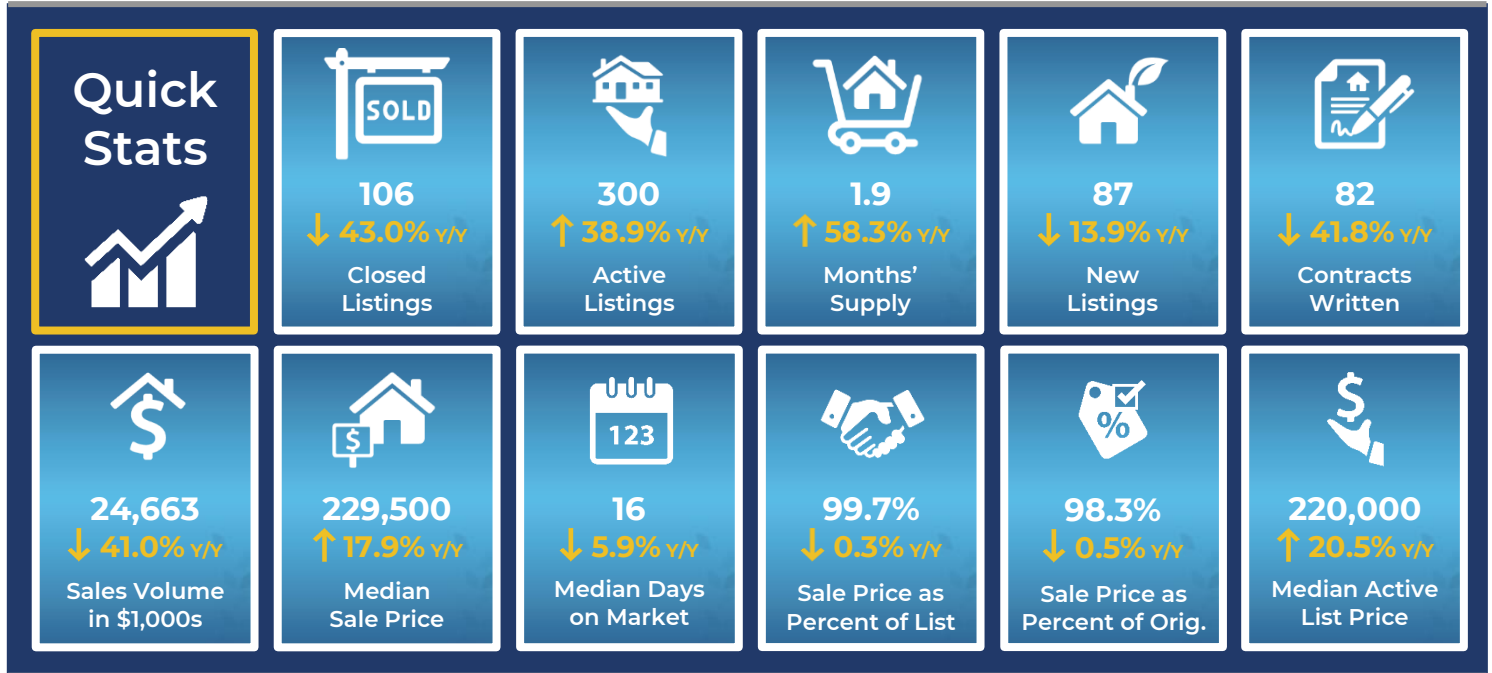 Quick
Stats
SOLD
106
↓ 43.0% Y/Y
Closed
Listings
300
↑ 38.9% Y/Y
Active
Listings
1.9
↑ 58.3% Y/Y
Months’
Supply
87
↓ 13.9% Y/Y
New
Listings
82
↓ 41.8% Y/Y
Contracts
Written
$
24,663
↓ 41.0% Y/Y
Sales Volume
in $1,000s
$
229,500
↑ 17.9% Y/Y
Median
Sale Price
123
16
↓ 5.9% Y/Y
Median Days
on Market
99.7%
↓ 0.3% Y/Y
Sale Price as
Percent of List
%
98.3%
↓ 0.5% Y/Y
Sale Price as
Percent of Orig.
$
220,000
↑ 20.5% Y/Y
Median Active
List Price